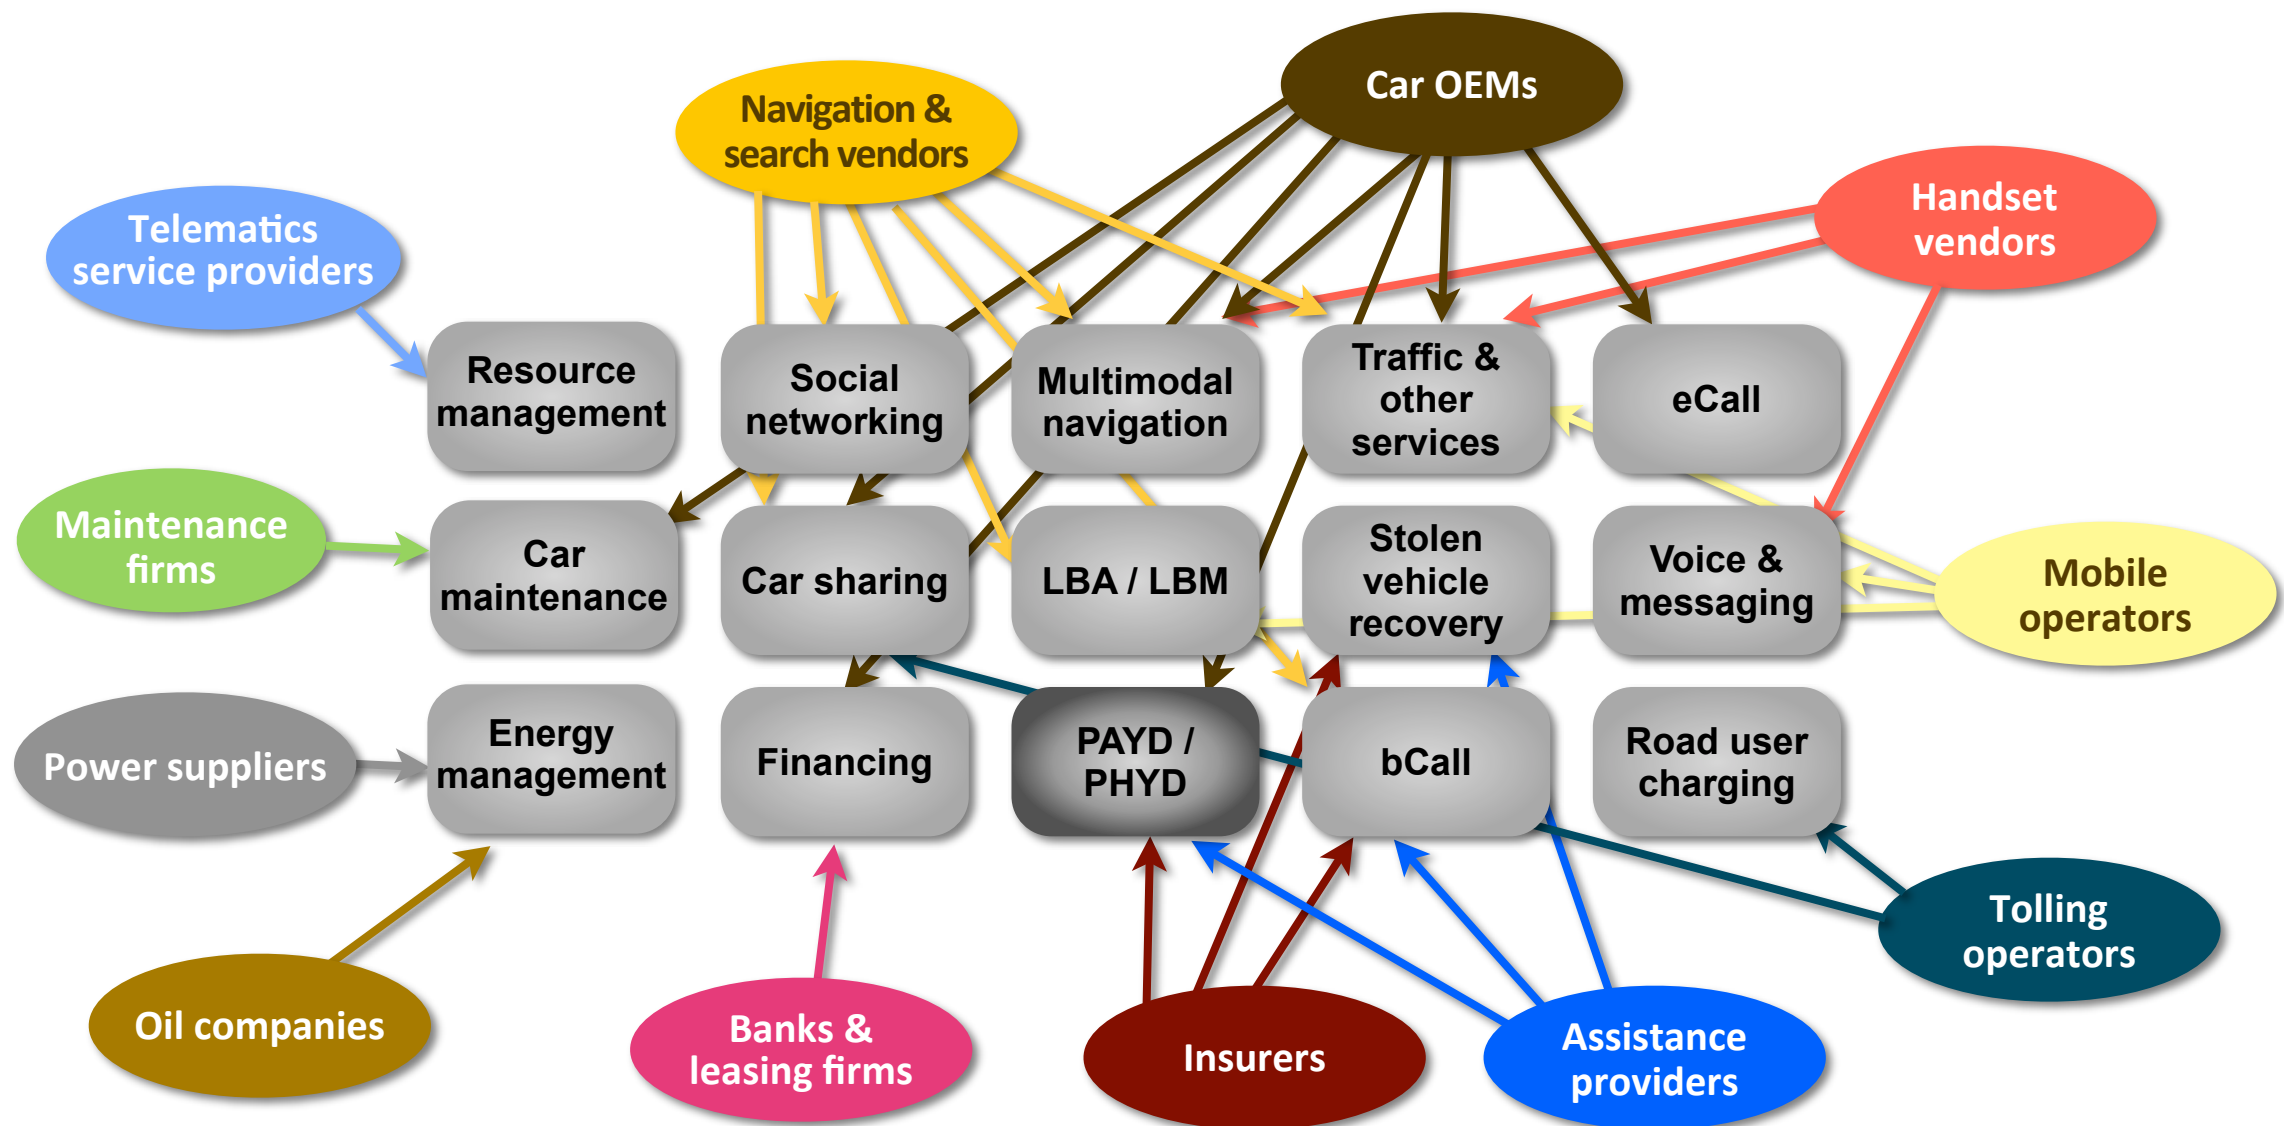 Car OEMs
Navigation &
search vendors
Handset
vendors
Telematics
service providers
Resource
management
Social
networking
Multimodal
navigation
Traffic &
other
services
eCall
Maintenance
firms
Car
maintenance
Car sharing
LBA / LBM
Stolen
vehicle
recovery
Voice &
messaging
Mobile
operators
Power suppliers
Energy
management
Financing
PAYD /
PHYD
bCall
Road user
charging
Tolling
operators
Oil companies
Banks &
leasing firms
Insurers
Assistance
providers